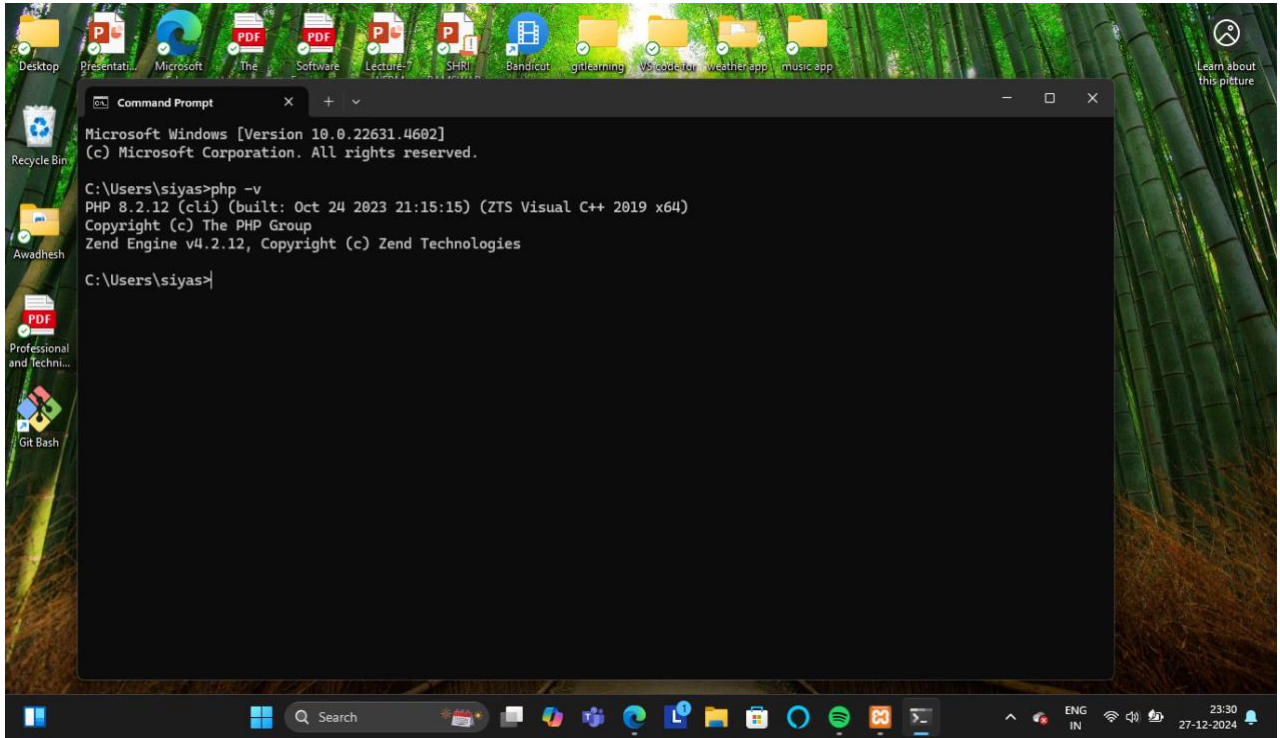 Desktop
Presentati...
Microsoft
The
Software
Lecture-7
SHRI
Bandicut
gitlearning
VS code for
weather app
music app
Learn about
this picture
Recycle Bin
Awadhesh
PDF
PDF
PDF
Professional
and Techni...
Git Bash
Command Prompt
Microsoft Windows [Version 10.0.22631.4602]
(c) Microsoft Corporation. All rights reserved.
C:\Users\siyas>php -v
PHP 8.2.12 (cli) (built: Oct 24 2023 21:15:15) (ZTS Visual C++ 2019 x64)
Copyright (c) The PHP Group
Zend Engine v4.2.12, Copyright (c) Zend Technologies
C:\Users\siyas>
Search
ENG
IN
23:30
27-12-2024